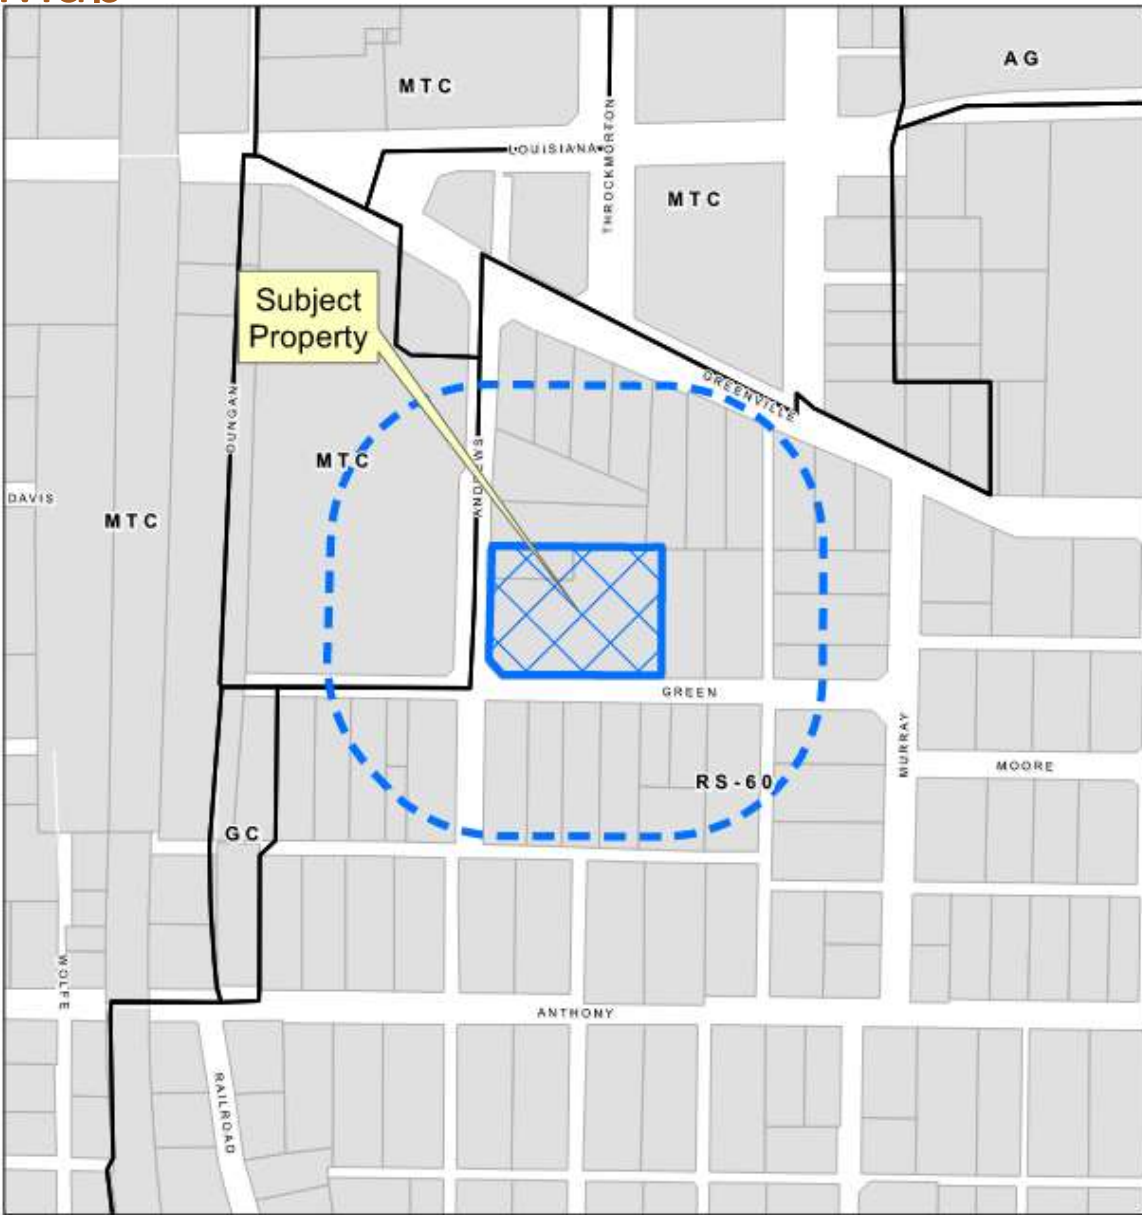 AG
MTC
LOUISIANA
THROCKMORTON
MTC
Subject
Property
GREENVILLE
DUNGAN
ANDREWS
MTC
DAVIS
MTC
GREEN
MURRAY
MOORE
RS-60
GC
WOLFE
ANTHONY
RAILROAD